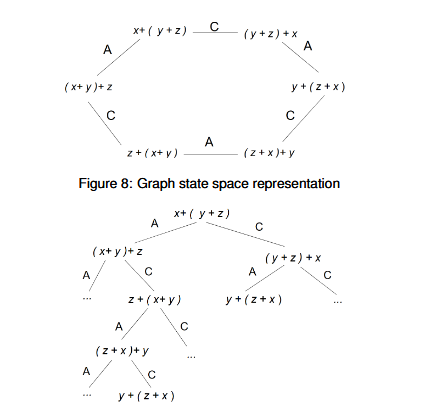 x+ ( y + z ) C ( y + z ) + x
A A
( x+ y )+ z y + ( z + x )
C C
z + ( x+ y ) A ( z + x )+ y
Figure 8: Graph state space representation
x+ ( y + z )
A C
( x+ y )+ z ( y + z ) + x
A C A C
... z + ( x+ y ) y + ( z + x ) ...
A C
( z + x )+ y ...
A C
... y + ( z + x )